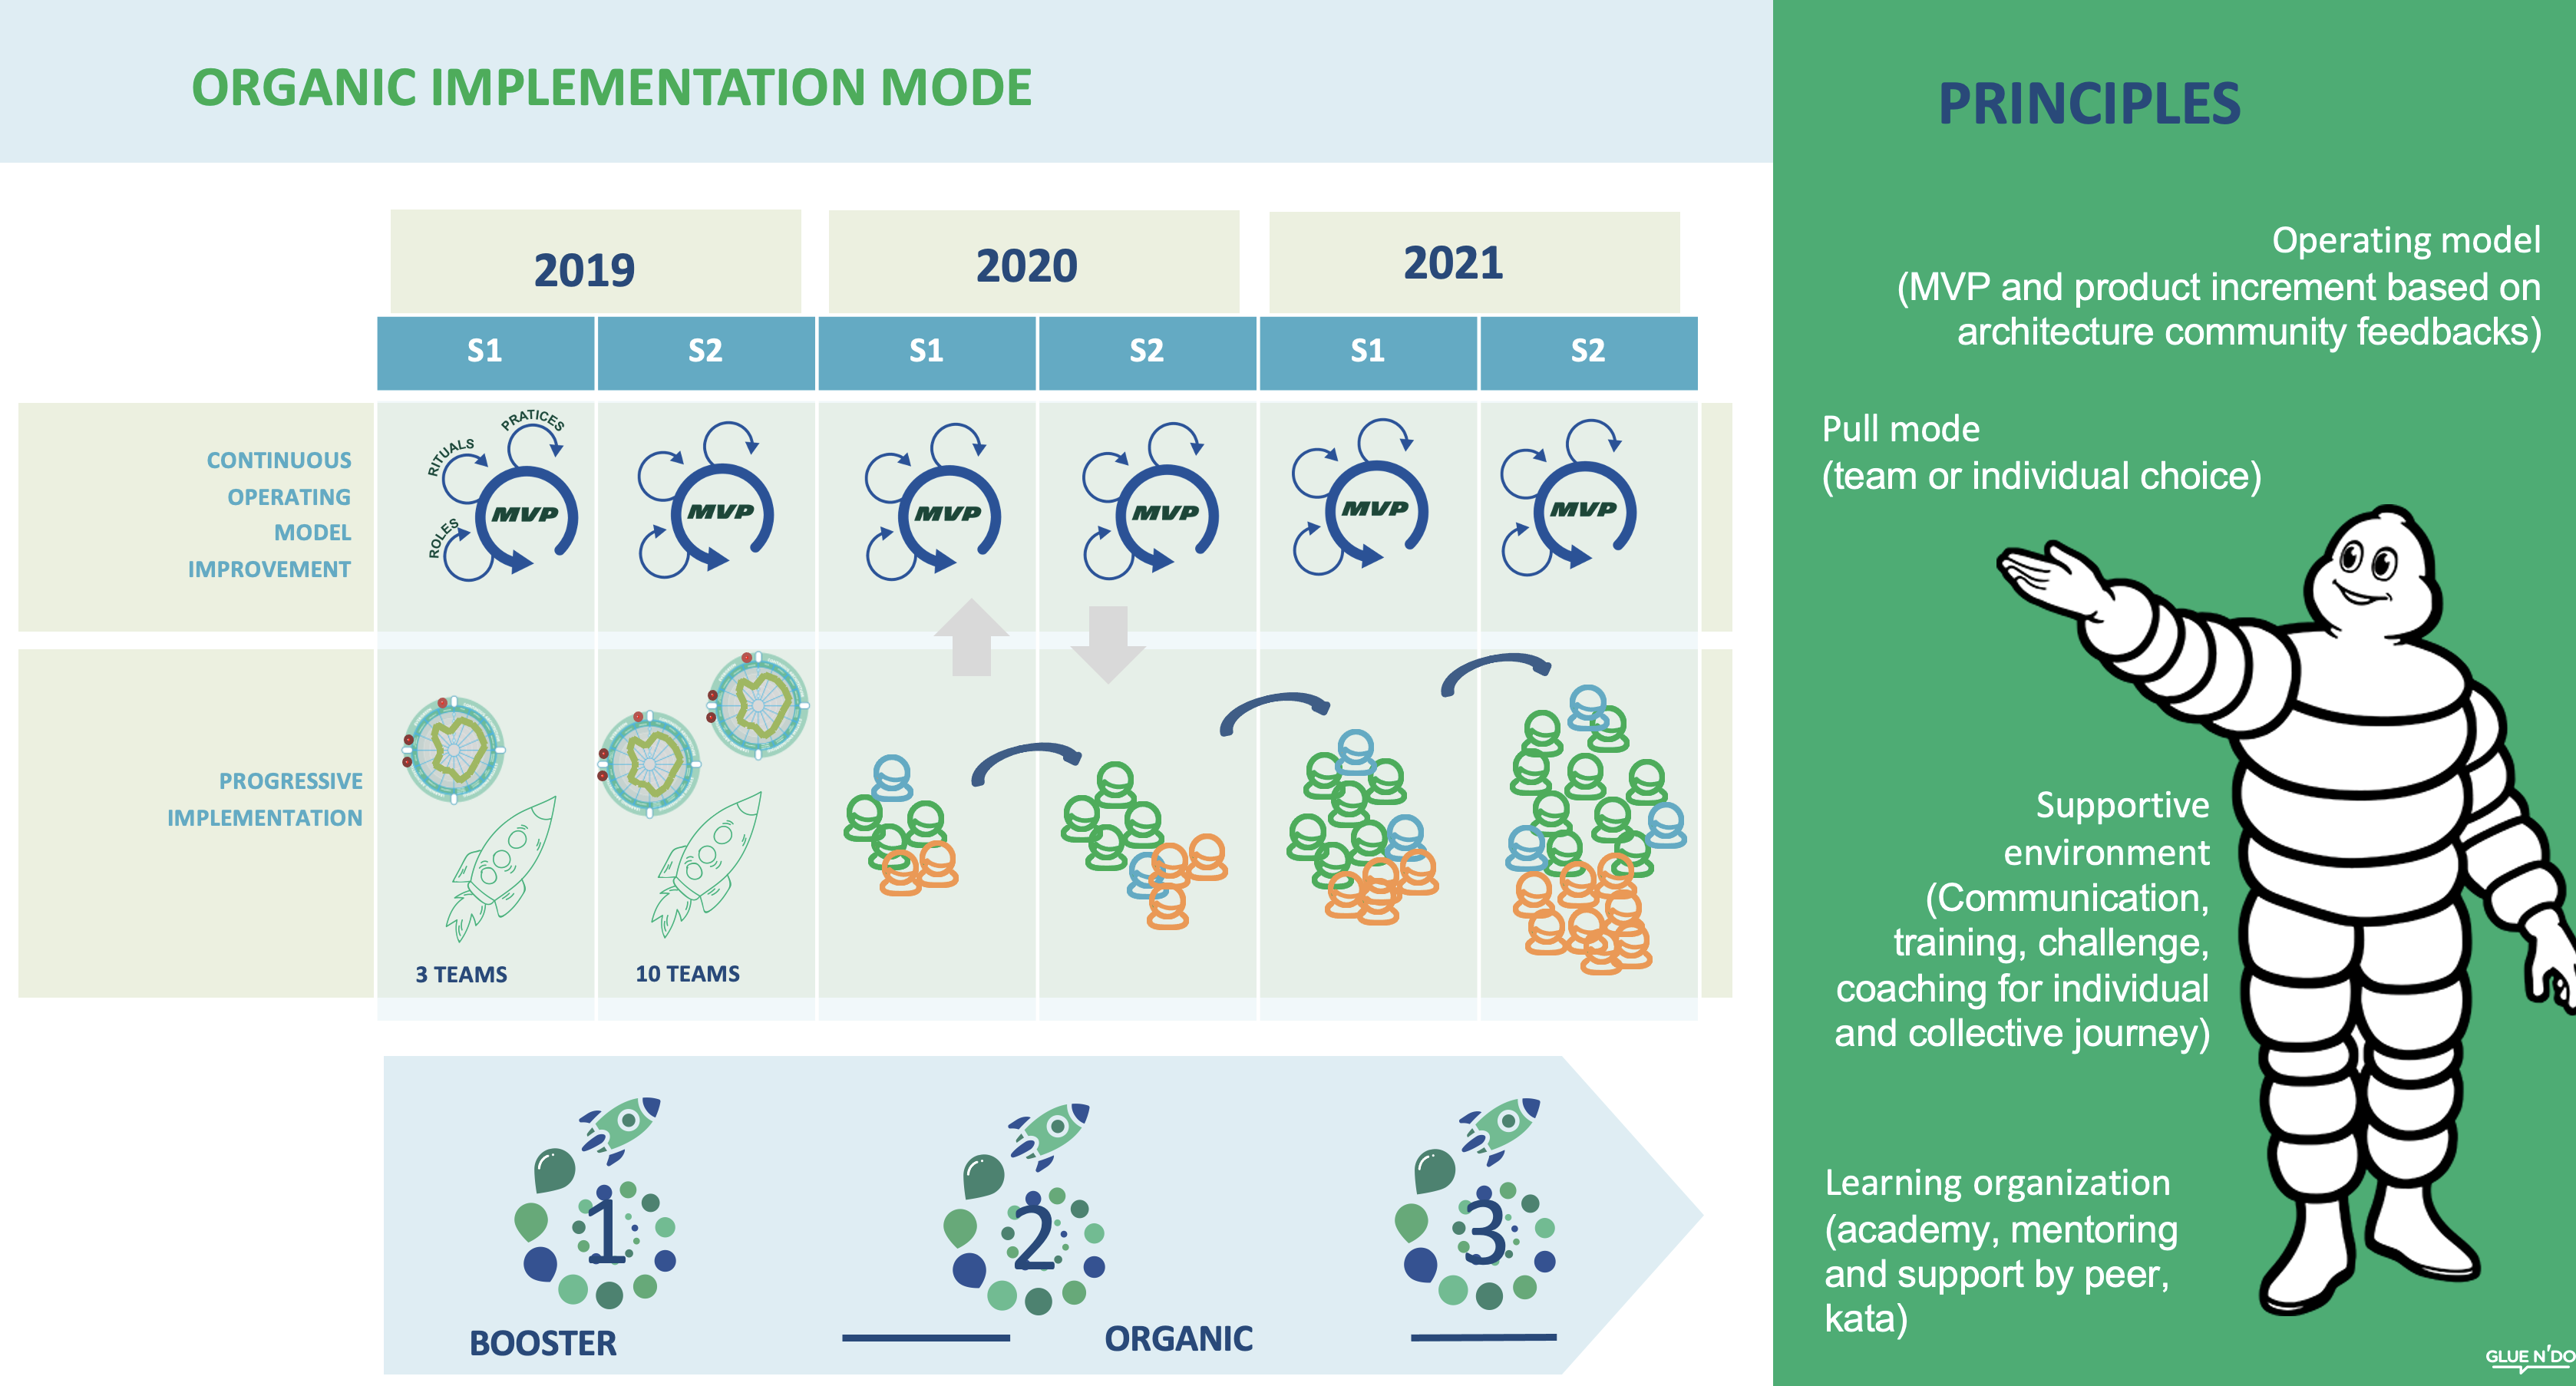 ORGANIC IMPLEMENTATION MODE
2019
2020
2021
S1
S2
S1
S2
S1
S2
CONTINUOUS
OPERATING
MODEL
IMPROVEMENT
PRATICES
RITUALS
ROLES
MVP
MVP
MVP
MVP
MVP
MVP
PROGRESSIVE
IMPLEMENTATION
3 TEAMS
10 TEAMS
1
2
3
BOOSTER
ORGANIC
PRINCIPLES
Operating model
(MVP and product increment based on
architecture community feedbacks)
Pull mode
(team or individual choice)
Supportive
environment
(Communication,
training, challenge,
coaching for individual
and collective journey)
Learning organization
(academy, mentoring
and support by peer,
kata)
GLUE N'DO